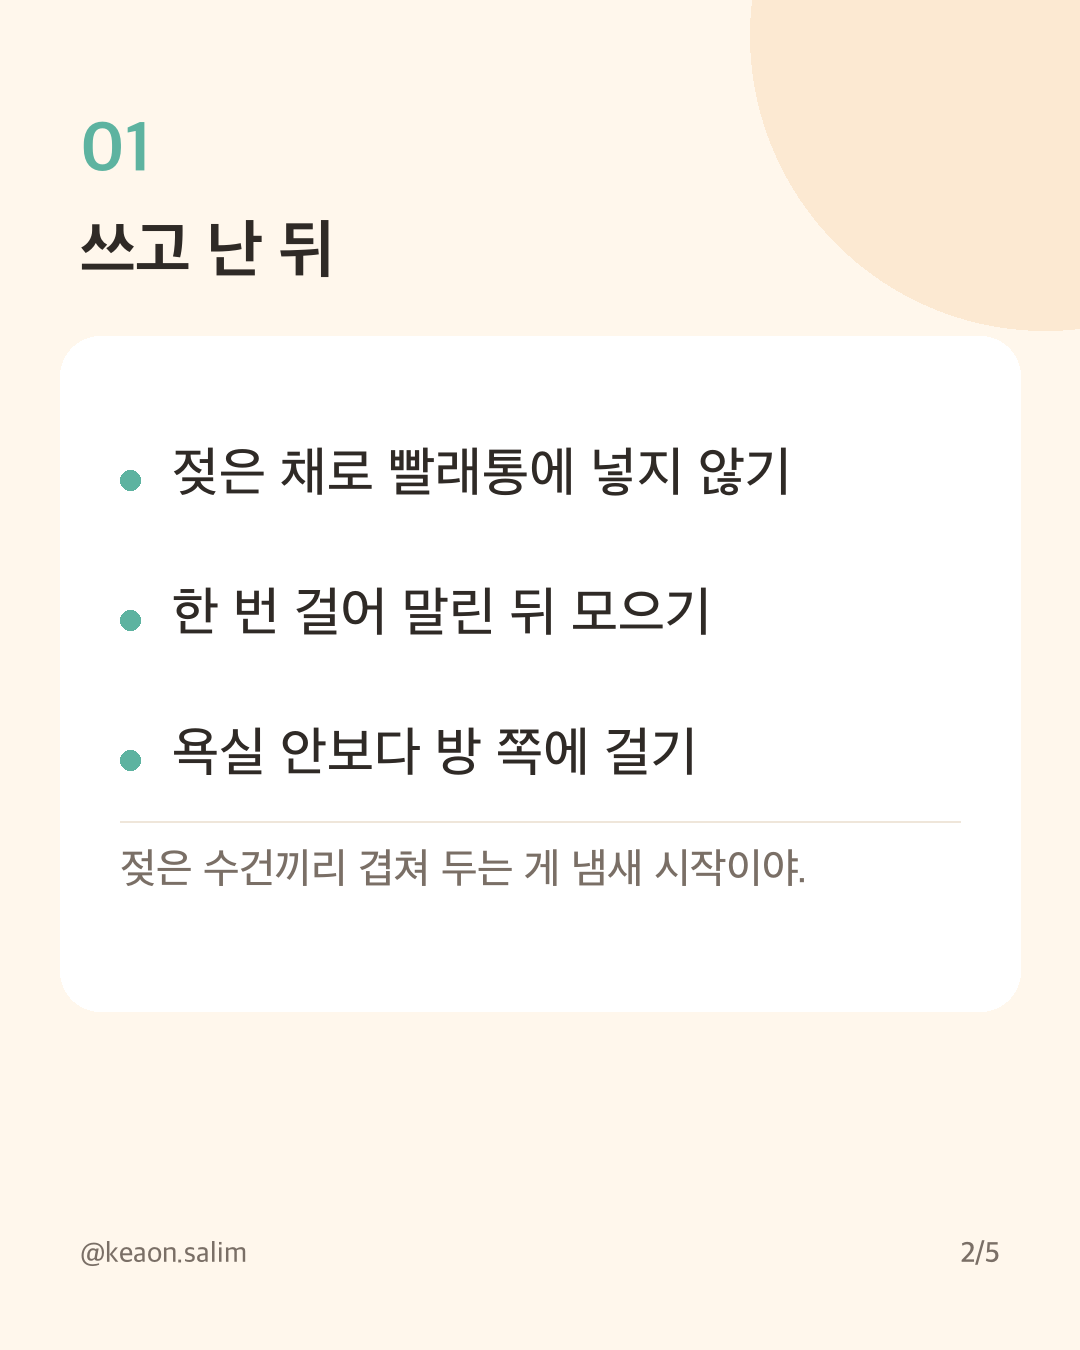 01
쓰고 난 뒤
젖은 채로 빨래통에 넣지 않기
한 번 걸어 말린 뒤 모으기
욕실 안보다 방 쪽에 걸기
젖은 수건끼리 겹쳐 두는 게 냄새 시작이야.
@keaon.salim
2/5